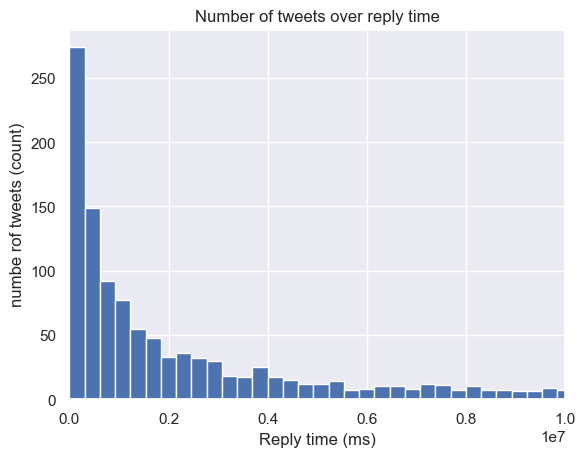 Number of tweets over reply time
numbe rof tweets (count)
250
200
150
100
50
0
0.0 0.2 0.4 0.6 0.8 1.0
1e7
Reply time (ms)